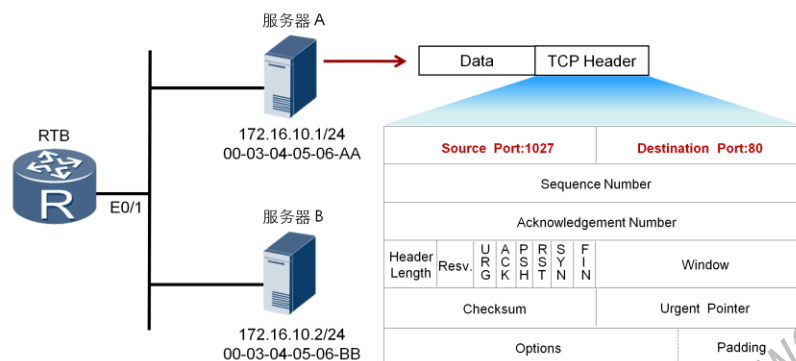 服务器 A
Data
TCP Header
RTB
R
E0/1
172.16.10.1/24
00-03-04-05-06-AA
服务器 B
172.16.10.2/24
00-03-04-05-06-BB
Source Port:1027
Destination Port:80
Sequence Number
Acknowledgement Number
Header Length
Resv.
URG
ACK
PSH
RST
SYN
FIN
Window
Checksum
Urgent Pointer
Options
Padding